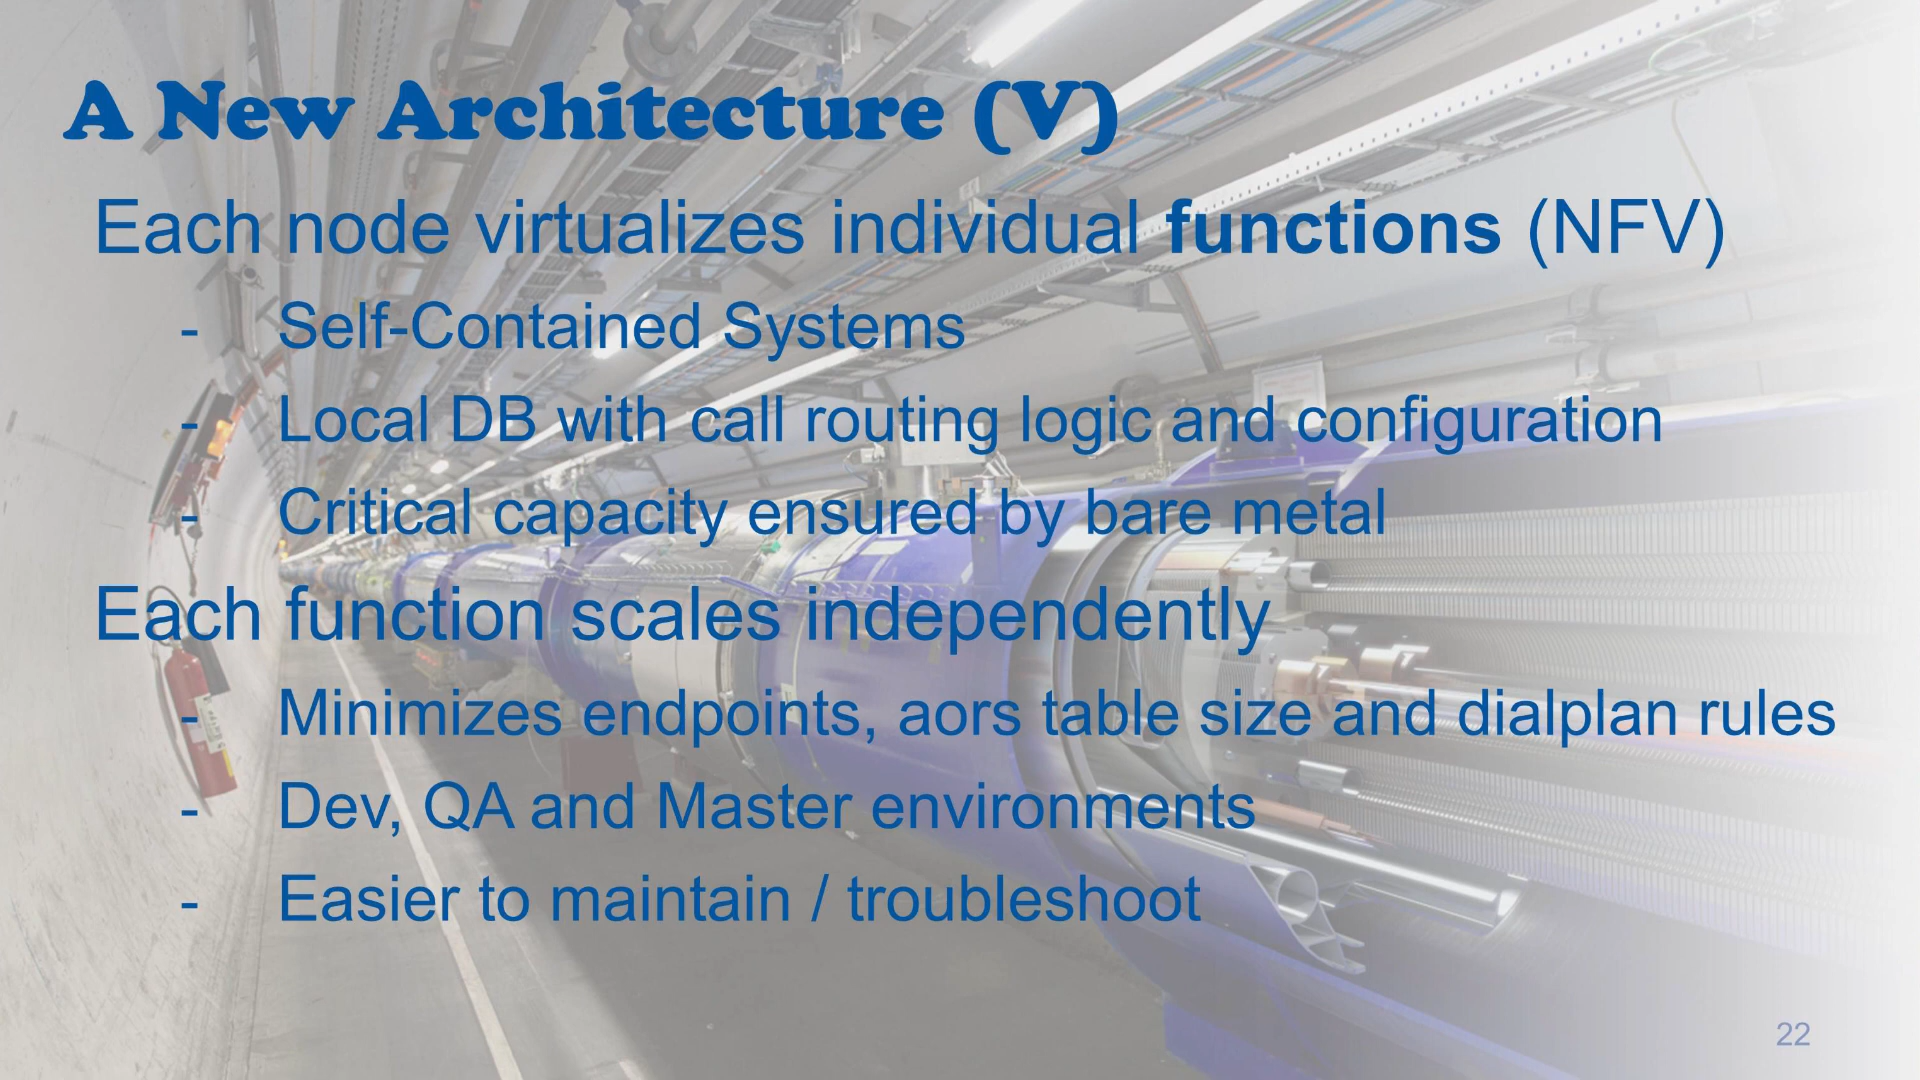 A New Architecture (V)
Each node virtualizes individual functions (NFV)
- Self-Contained Systems
- Local DB with call routing logic and configuration
- Critical capacity ensured by bare metal
Each function scales independently
- Minimizes endpoints, aors table size and dialplan rules
- Dev, QA and Master environments
- Easier to maintain / troubleshoot
22